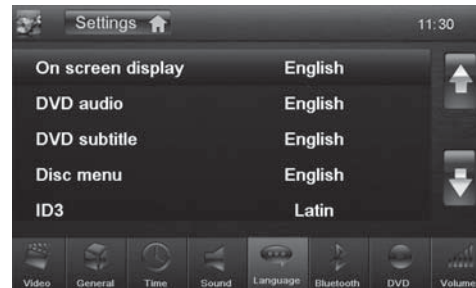 Settings 11:30
On screen display English
DVD audio English
DVD subtitle English
Disc menu English
ID3 Latin
Video General Time Sound Language Bluetooth DVD Volume